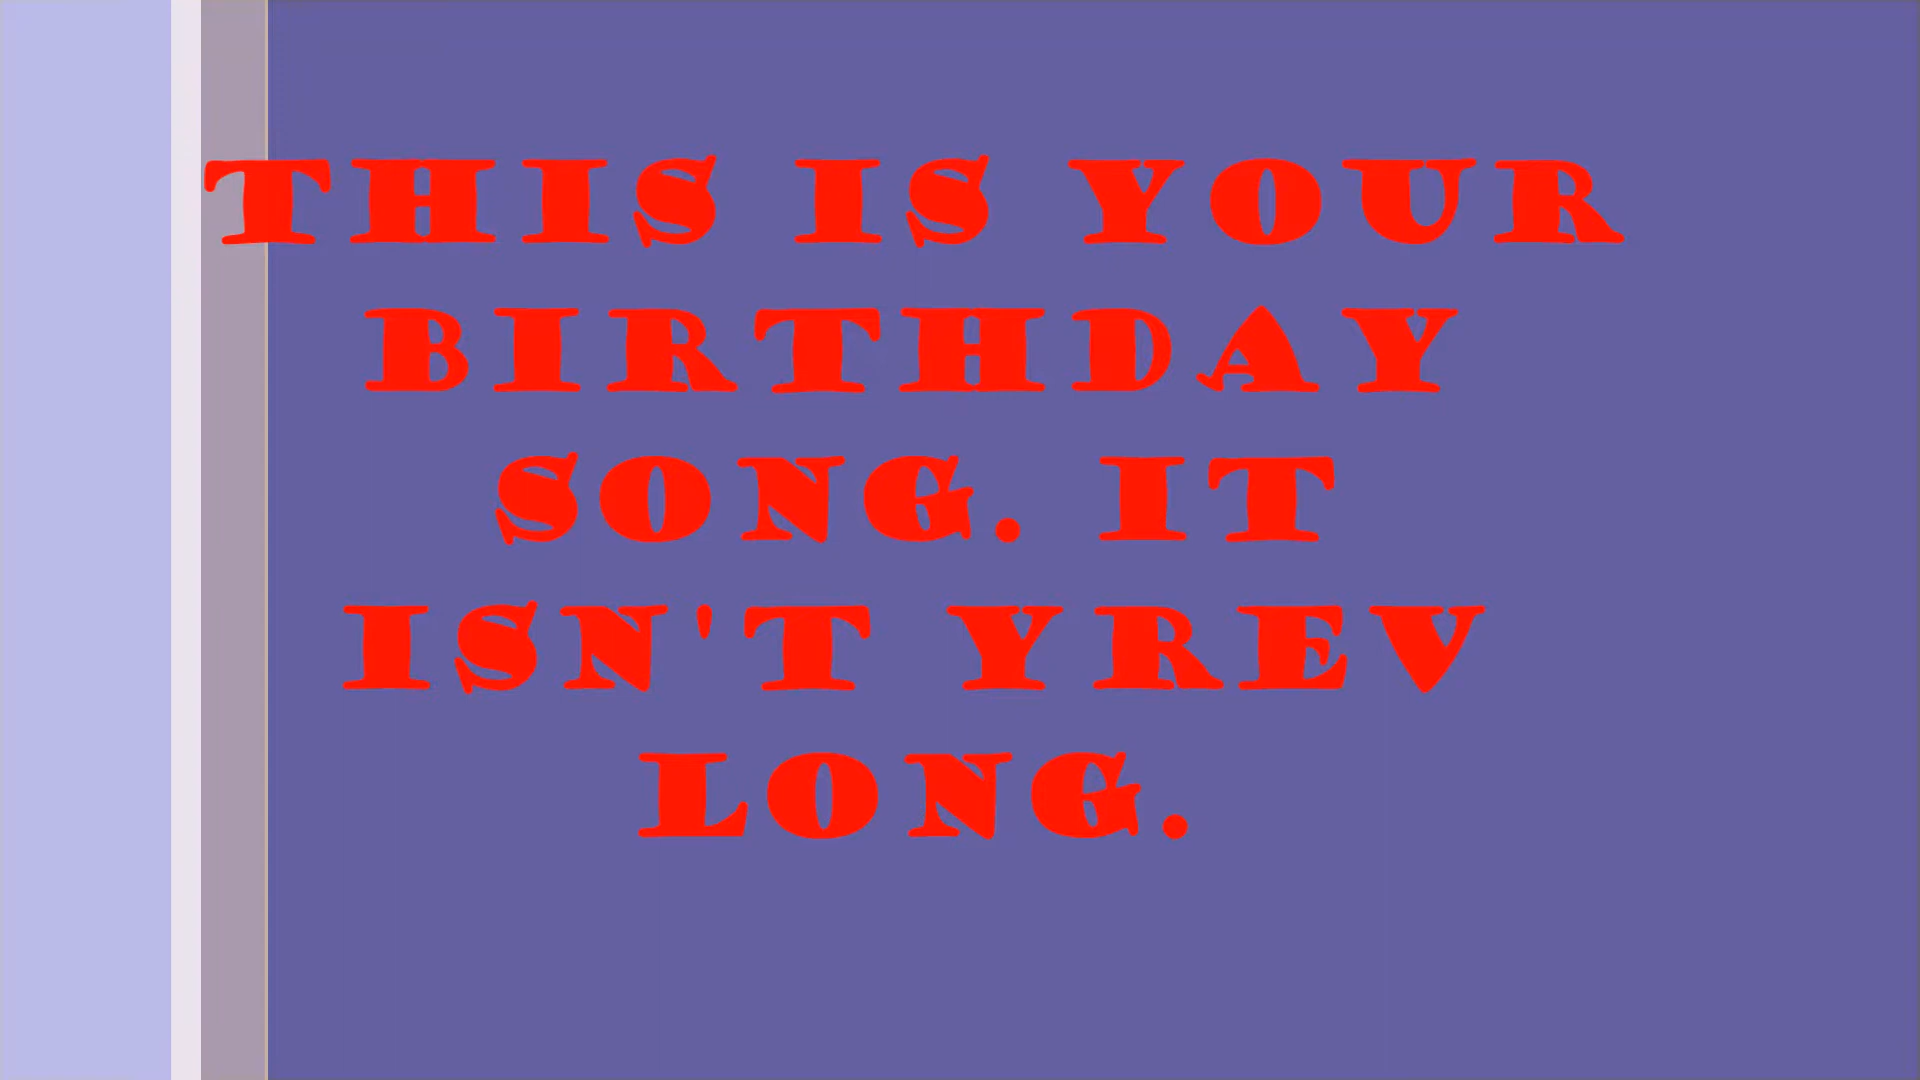 THIS IS YOUR
BIRTHDAY
SONG. IT
ISN'T YREV
LONG.